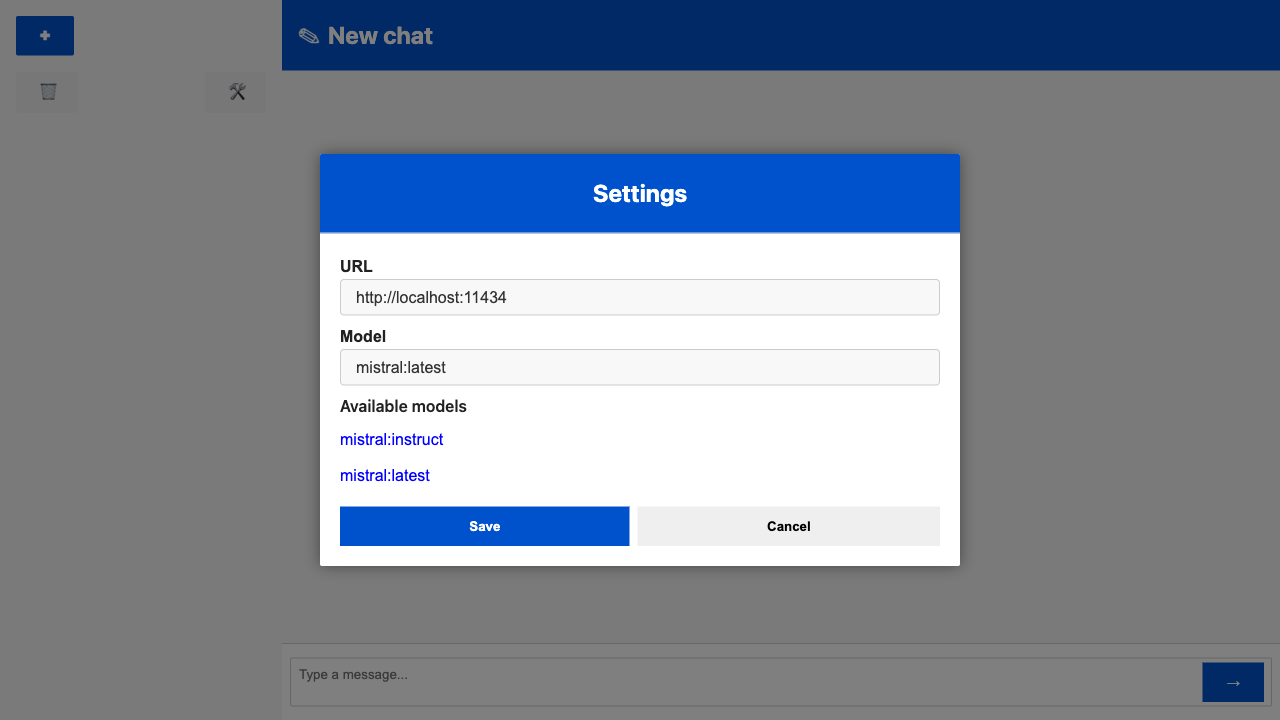 New chat
Settings
URL
http://localhost:11434
Model
mistral:latest
Available models
mistral:instruct
mistral:latest
Save
Cancel
Type a message...
→